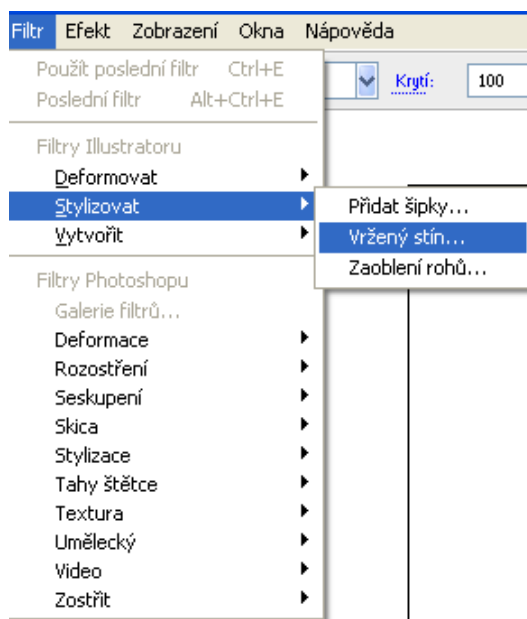 Filtr Efekt Zobrazení Okna Nápověda
Použít poslední filtr Ctrl+E
Poslední filtr Alt+Ctrl+E
Krytí: 100
Filtry Illustratoru
Deformovat
Stylizovat
Vytvořit
Přidat šipky...
Vržený stín...
Zaoblení rohů...
Filtry Photoshopu
Galerie filtrů...
Deformace
Rozostření
Seskupení
Skica
Stylizace
Tahy štětce
Textura
Umělecký
Video
Zostřit